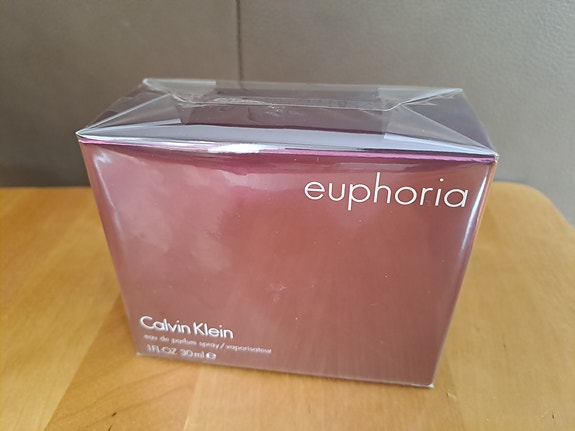 euphoria
Calvin Klein
eau de parfum spray/vaporisateur
1 FL OZ 30 ml ℮